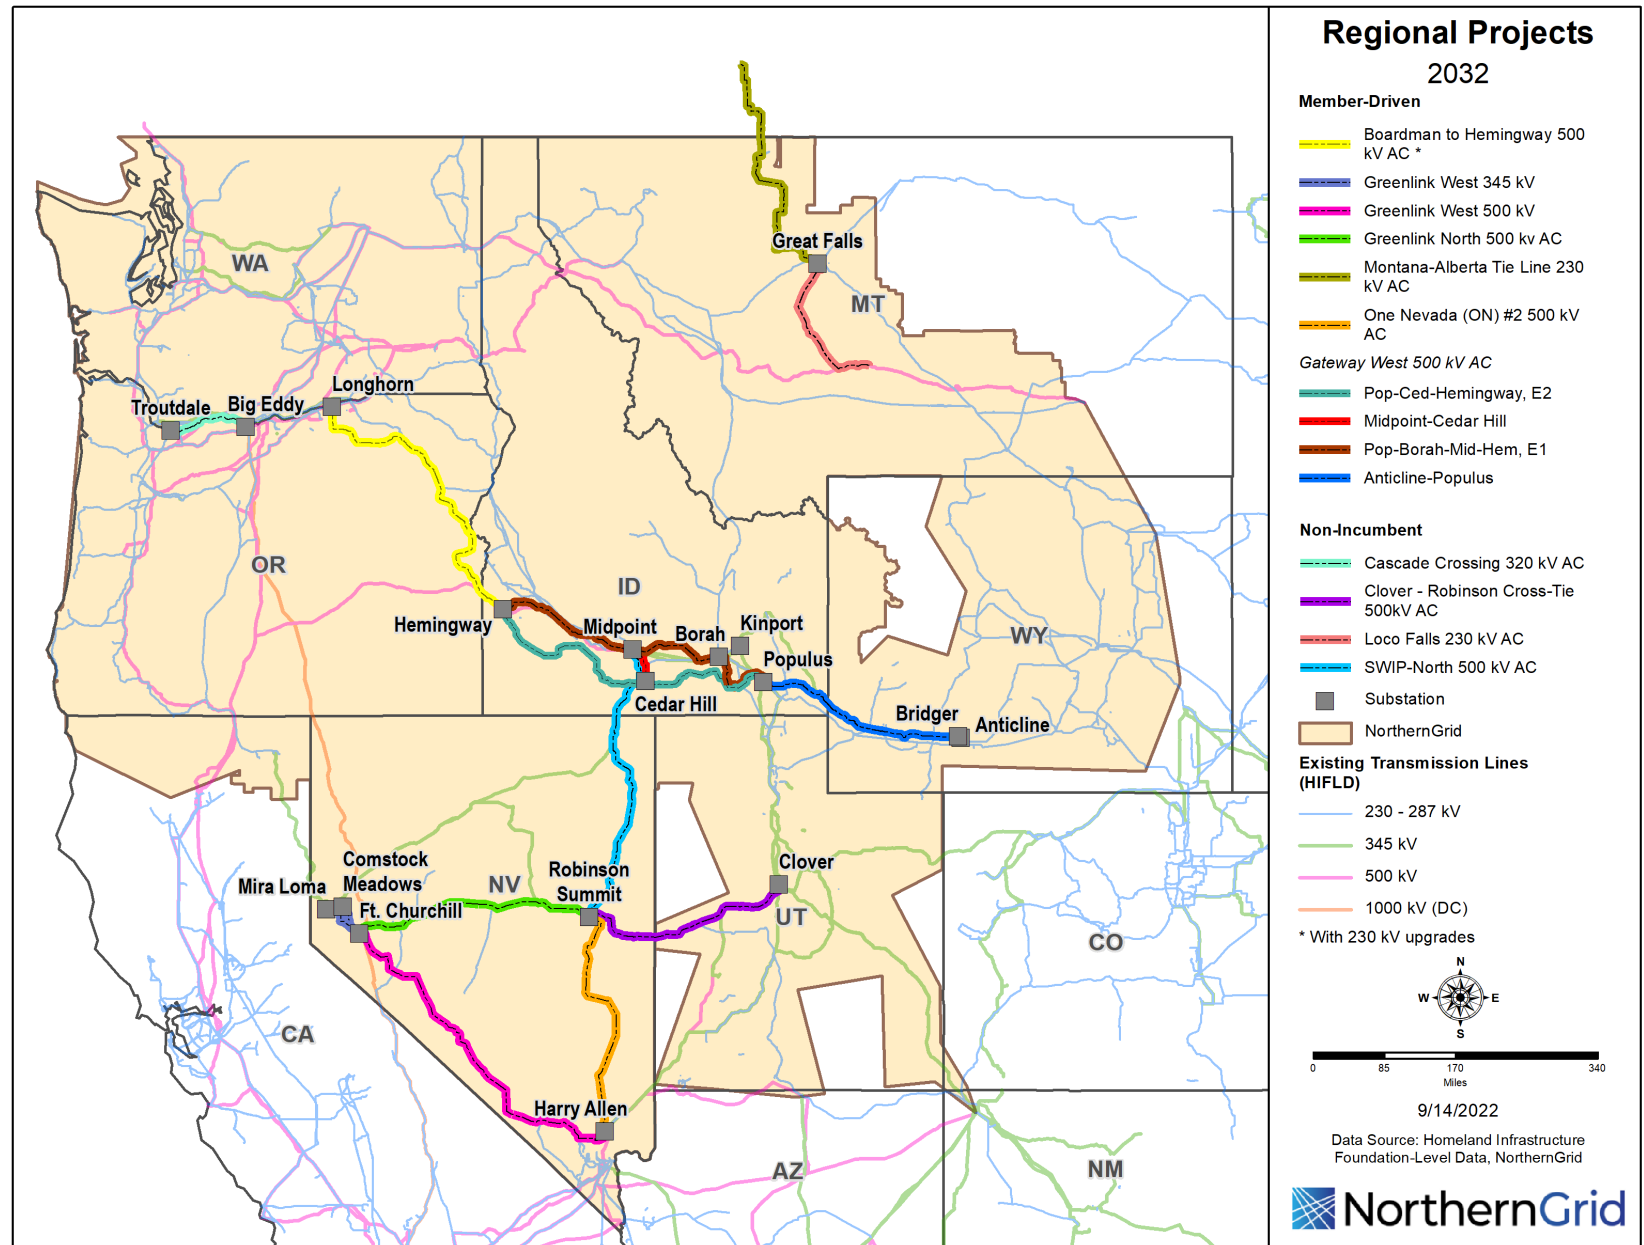 Regional Projects
2032
Member-Driven
Boardman to Hemingway 500
kV AC *
Greenlink West 345 kV
Greenlink West 500 kV
Greenlink North 500 kv AC
Montana-Alberta Tie Line 230
kV AC
One Nevada (ON) #2 500 kV
AC
Gateway West 500 kV AC
Pop-Ced-Hemingway, E2
Midpoint-Cedar Hill
Pop-Borah-Mid-Hem, E1
Anticline-Populus
Non-Incumbent
Cascade Crossing 320 kV AC
Clover - Robinson Cross-Tie
500kV AC
Loco Falls 230 kV AC
SWIP-North 500 kV AC
Substation
NorthernGrid
Existing Transmission Lines
(HIFLD)
230 - 287 kV
345 kV
500 kV
1000 kV (DC)
* With 230 kV upgrades
N
W
E
S
0
85
170
340
Miles
9/14/2022
Data Source: Homeland Infrastructure
Foundation-Level Data, NorthernGrid
NorthernGrid
Great Falls
WA
MT
Longhorn
Troutdale
Big Eddy
OR
ID
Hemingway
Midpoint
Borah
Kinport
WY
Populus
Cedar Hill
Bridger
Anticline
Comstock
Meadows
Mira Loma
Ft. Churchill
NV
Robinson
Summit
Clover
UT
CO
CA
Harry Allen
AZ
NM